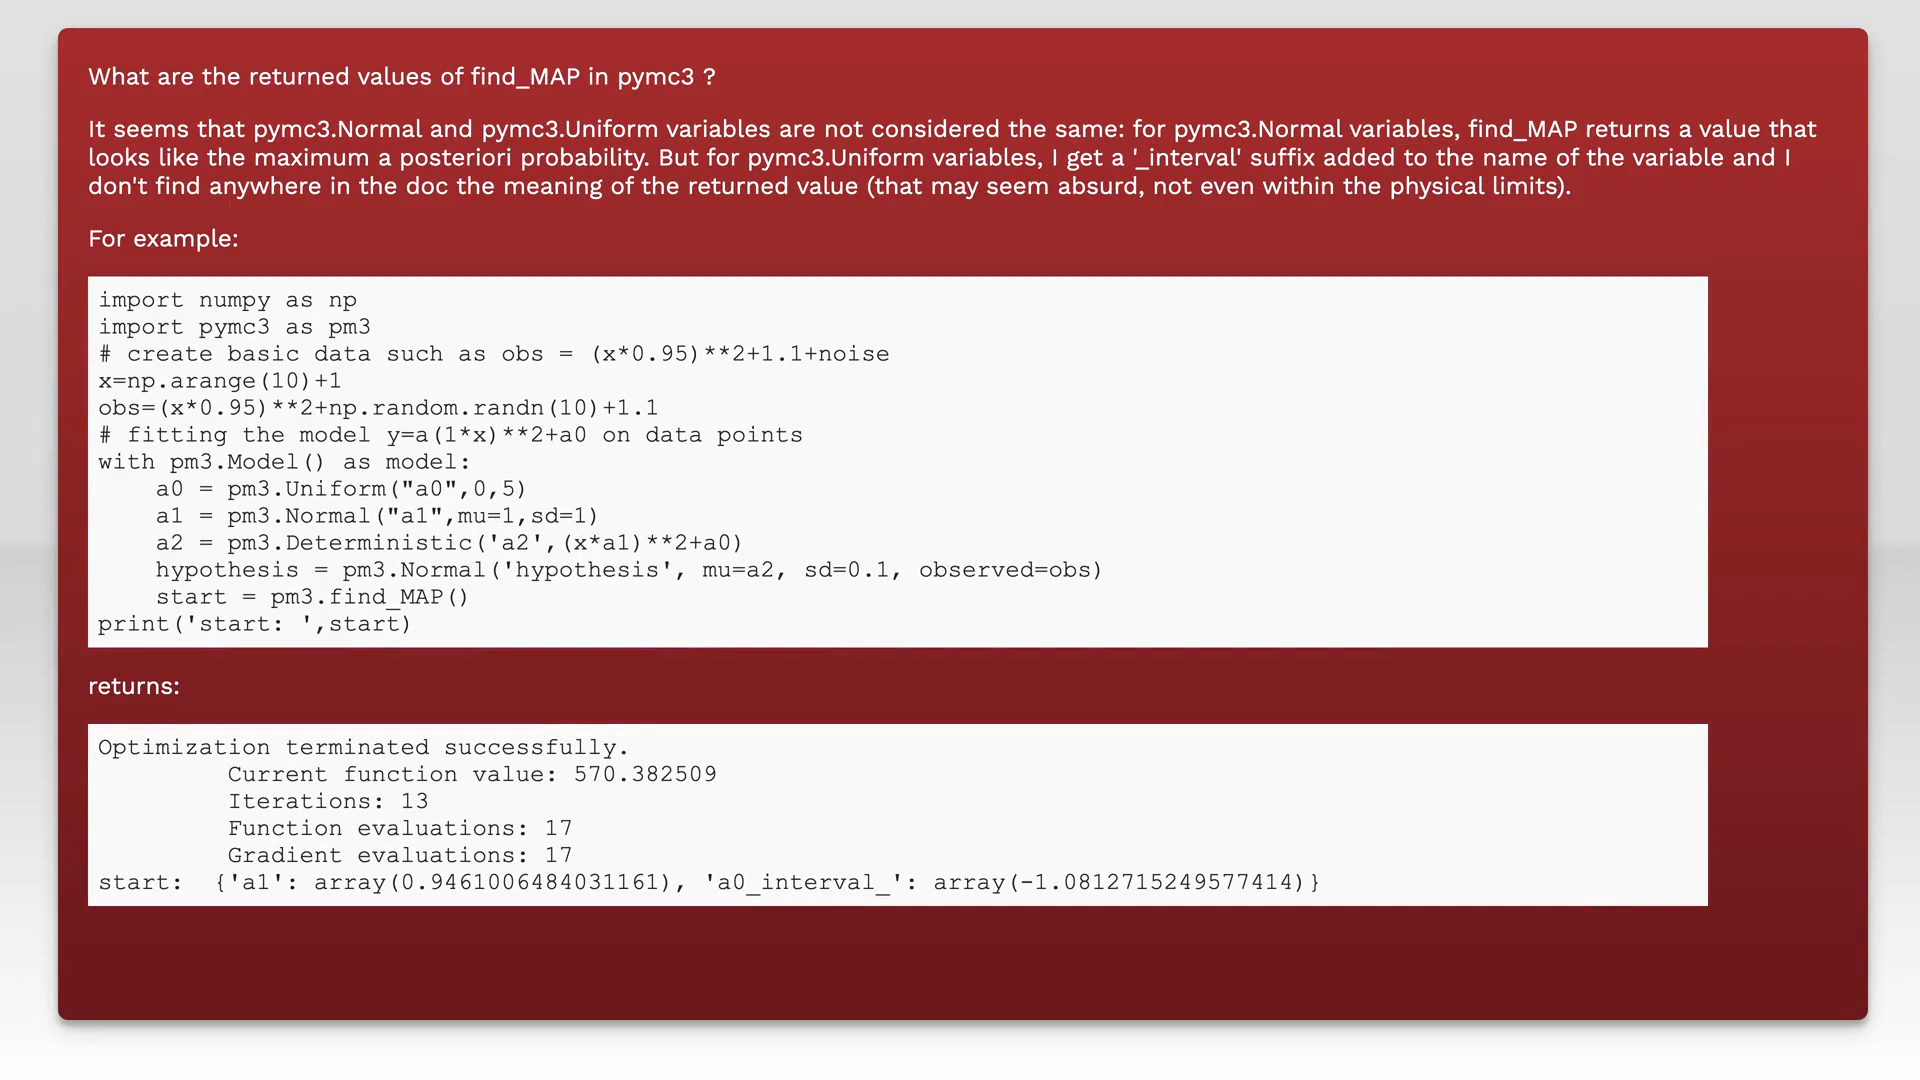 What are the returned values of find_MAP in pymc3 ?
It seems that pymc3.Normal and pymc3.Uniform variables are not considered the same: for pymc3.Normal variables, find_MAP returns a value that
looks like the maximum a posteriori probability. But for pymc3.Uniform variables, I get a '_interval' suffix added to the name of the variable and I
don't find anywhere in the doc the meaning of the returned value (that may seem absurd, not even within the physical limits).
For example:
import numpy as np
import pymc3 as pm3
# create basic data such as obs = (x*0.95)**2+1.1+noise
x=np.arange(10)+1
obs=(x*0.95)**2+np.random.randn(10)+1.1
# fitting the model y=a(1*x)**2+a0 on data points
with pm3.Model() as model:
    a0 = pm3.Uniform("a0",0,5)
    a1 = pm3.Normal("a1",mu=1,sd=1)
    a2 = pm3.Deterministic('a2',(x*a1)**2+a0)
    hypothesis = pm3.Normal('hypothesis', mu=a2, sd=0.1, observed=obs)
    start = pm3.find_MAP()
print('start: ',start)
returns:
Optimization terminated successfully.
         Current function value: 570.382509
         Iterations: 13
         Function evaluations: 17
         Gradient evaluations: 17
start:  {'a1': array(0.9461006484031161), 'a0_interval_': array(-1.0812715249577414)}